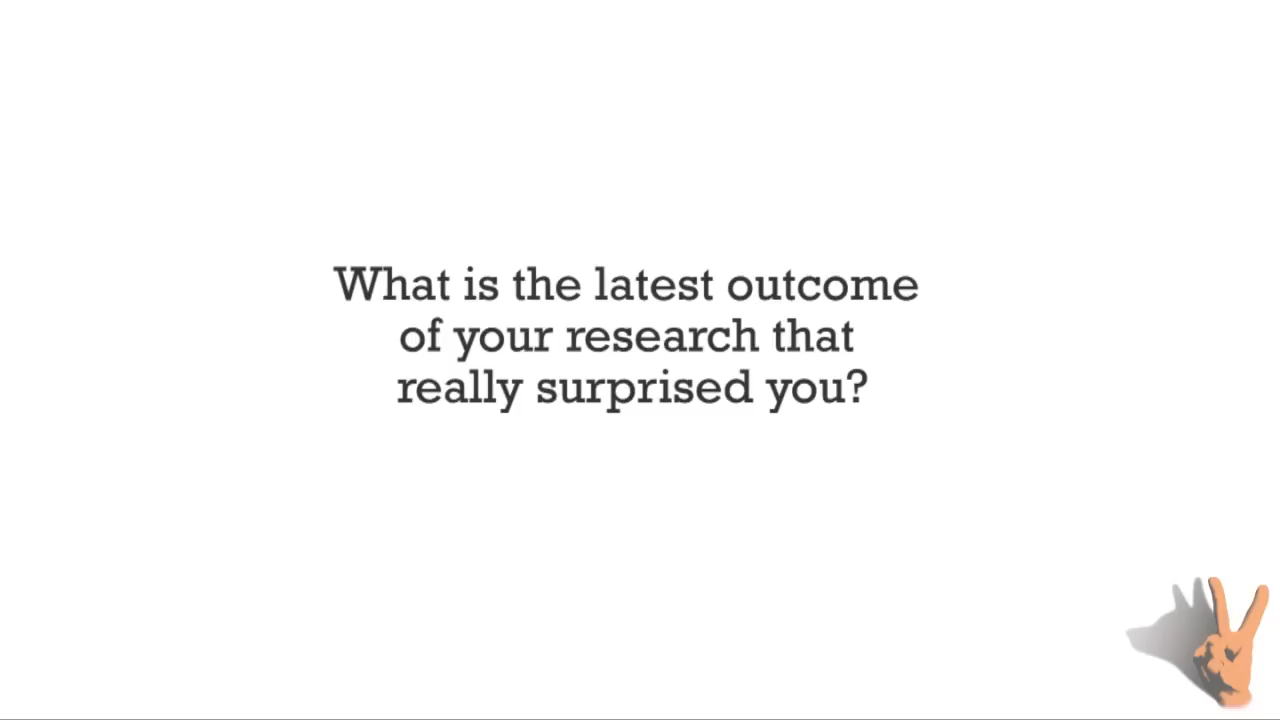 What is the latest outcome
of your research that
really surprised you?